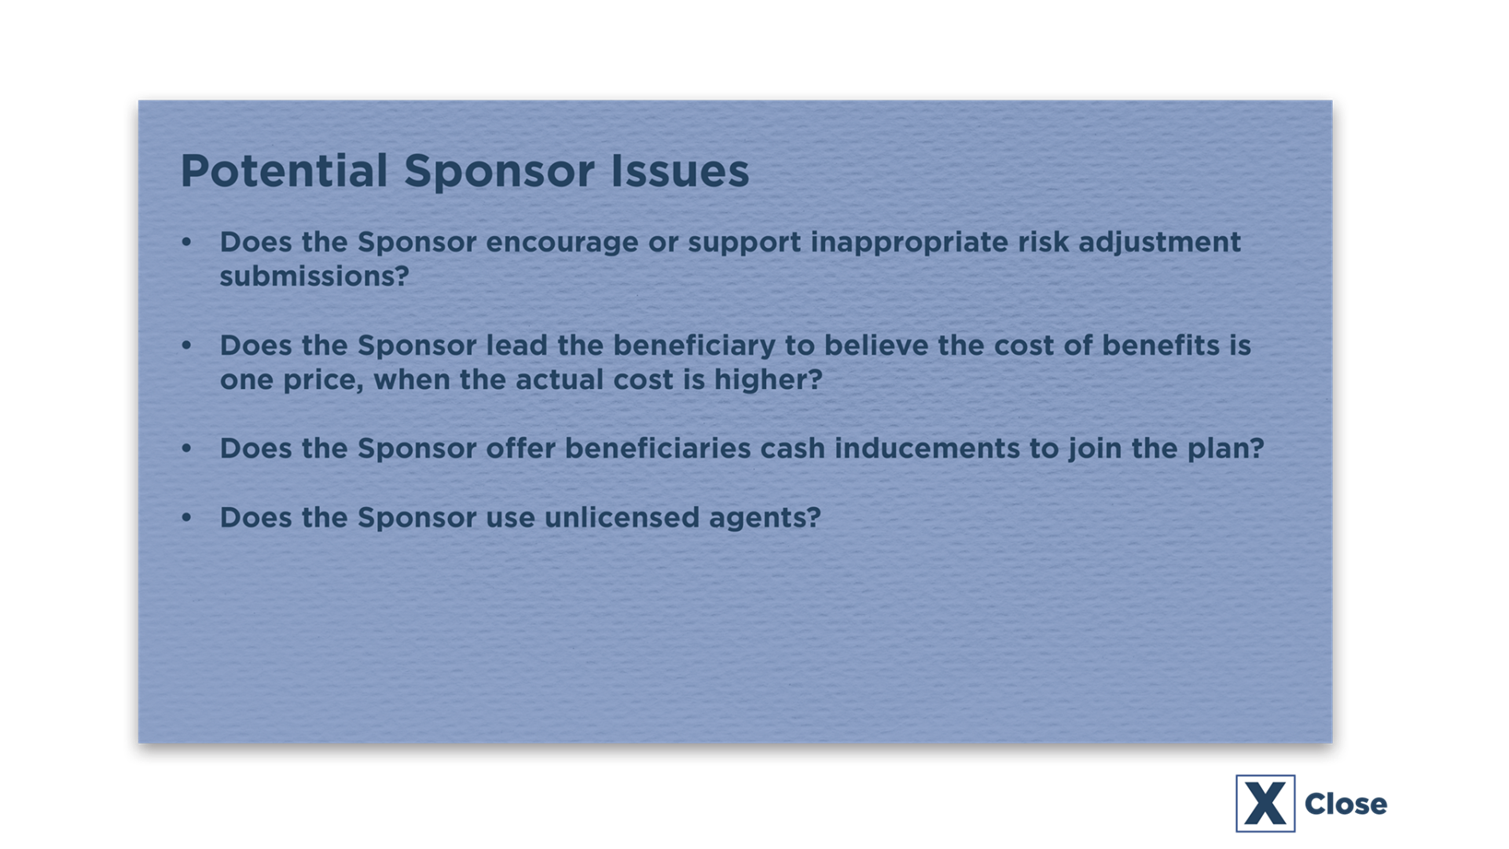 Potential Sponsor Issues
• Does the Sponsor encourage or support inappropriate risk adjustment
submissions?
• Does the Sponsor lead the beneficiary to believe the cost of benefits is
one price, when the actual cost is higher?
• Does the Sponsor offer beneficiaries cash inducements to join the plan?
• Does the Sponsor use unlicensed agents?
X Close